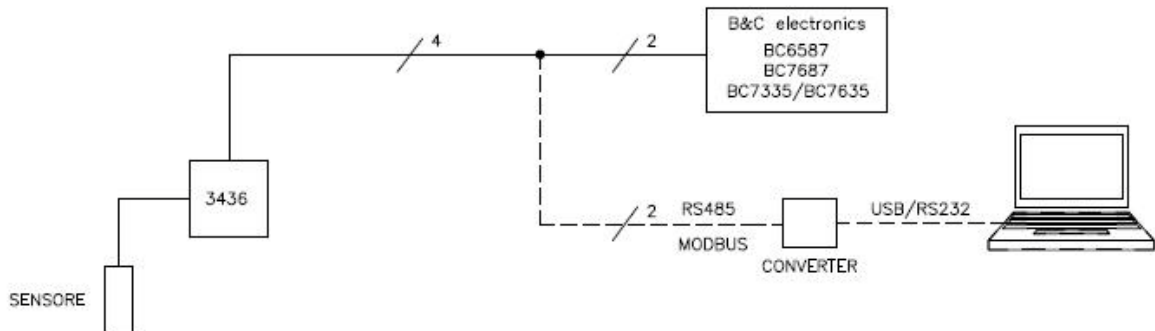 B&C electronics
BC6587
BC7687
BC7335/BC7635
4
2
3436
SENSORE
2
RS485
MODBUS
CONVERTER
USB/RS232